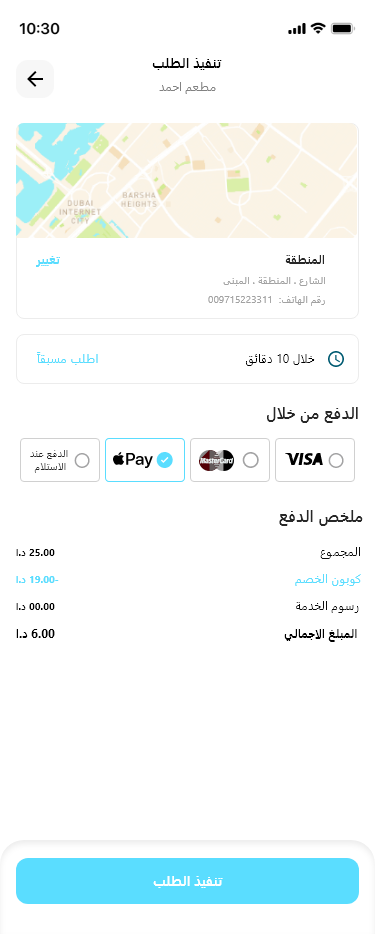 10:30
تنفيذ الطلب
مطعم احمد
DUBAI
INTERNET
CITY
BARSHA
HEIGHTS
المنطقة
تغيير
الشارع ، المنطقة ، المبنى
رقم الهاتف: 009715223311
خلال 10 دقائق
اطلب مسبقاً
الدفع من خلال
VISA
MasterCard
Pay
الدفع عند
الاستلام
ملخص الدفع
المجموع
25.00 د.ا
كوبون الخصم
-19.00 د.ا
رسوم الخدمة
00.00 د.ا
المبلغ الاجمالي
6.00 د.ا
تنفيذ الطلب